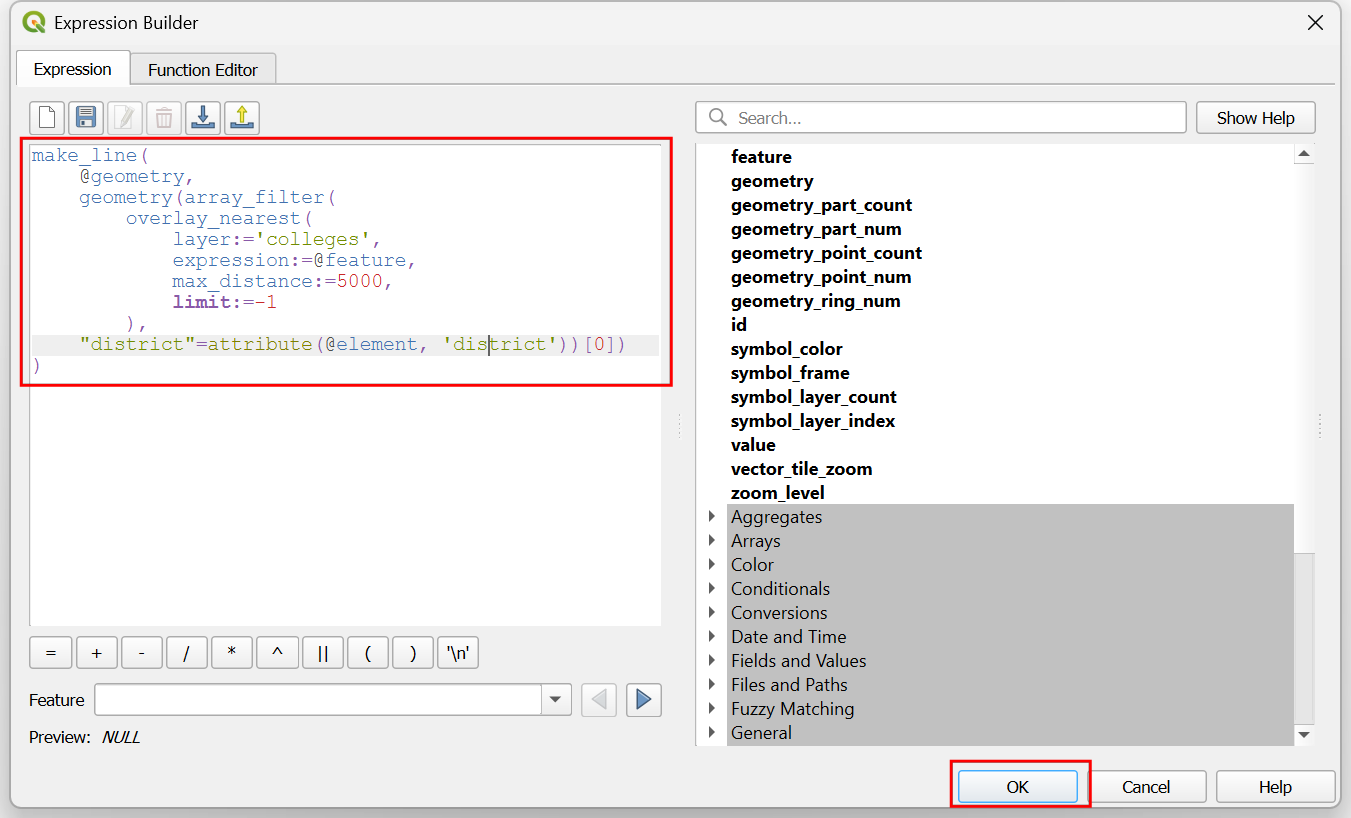 Expression Builder
Expression
Function Editor
make_line(
    @geometry,
    geometry(array_filter(
        overlay_nearest(
            layer:='colleges',
            expression:=@feature,
            max_distance:=5000,
            limit:=-1
        ),
    "district"=attribute(@element, 'district'))[0])
)
= + - / * ^ || ( ) '\n'
Feature
Preview: NULL
Search...
Show Help
feature
geometry
geometry_part_count
geometry_part_num
geometry_point_count
geometry_point_num
geometry_ring_num
id
symbol_color
symbol_frame
symbol_layer_count
symbol_layer_index
value
vector_tile_zoom
zoom_level
Aggregates
Arrays
Color
Conditionals
Conversions
Date and Time
Fields and Values
Files and Paths
Fuzzy Matching
General
OK
Cancel
Help